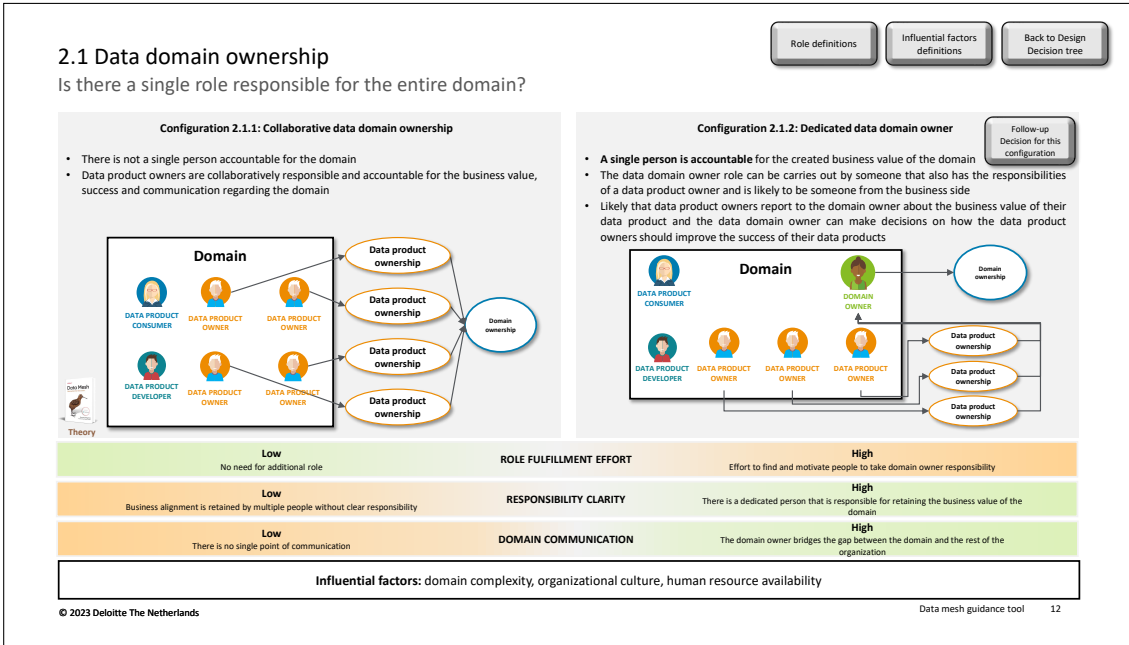 2.1 Data domain ownership
Is there a single role responsible for the entire domain?
Role definitions
Influential factors
definitions
Back to Design
Decision tree
Configuration 2.1.1: Collaborative data domain ownership
• There is not a single person accountable for the domain
• Data product owners are collaboratively responsible and accountable for the business value,
success and communication regarding the domain
Domain
DATA PRODUCT
CONSUMER
DATA PRODUCT
OWNER
DATA PRODUCT
OWNER
DATA PRODUCT
DEVELOPER
DATA PRODUCT
OWNER
DATA PRODUCT
OWNER
Data product
ownership
Data product
ownership
Data product
ownership
Data product
ownership
Domain
ownership
Data Mesh
Theory
Configuration 2.1.2: Dedicated data domain owner
Follow-up
Decision for this
configuration
• A single person is accountable for the created business value of the domain
• The data domain owner role can be carries out by someone that also has the responsibilities
of a data product owner and is likely to be someone from the business side
• Likely that data product owners report to the domain owner about the business value of their
data product and the data domain owner can make decisions on how the data product
owners should improve the success of their data products
Domain
DATA PRODUCT
CONSUMER
DOMAIN
OWNER
DATA PRODUCT
DEVELOPER
DATA PRODUCT
OWNER
DATA PRODUCT
OWNER
DATA PRODUCT
OWNER
Domain
ownership
Data product
ownership
Data product
ownership
Data product
ownership
Low
No need for additional role
ROLE FULFILLMENT EFFORT
High
Effort to find and motivate people to take domain owner responsibility
Low
Business alignment is retained by multiple people without clear responsibility
RESPONSIBILITY CLARITY
High
There is a dedicated person that is responsible for retaining the business value of the
domain
Low
There is no single point of communication
DOMAIN COMMUNICATION
High
The domain owner bridges the gap between the domain and the rest of the
organization
Influential factors: domain complexity, organizational culture, human resource availability
© 2023 Deloitte The Netherlands
Data mesh guidance tool 12